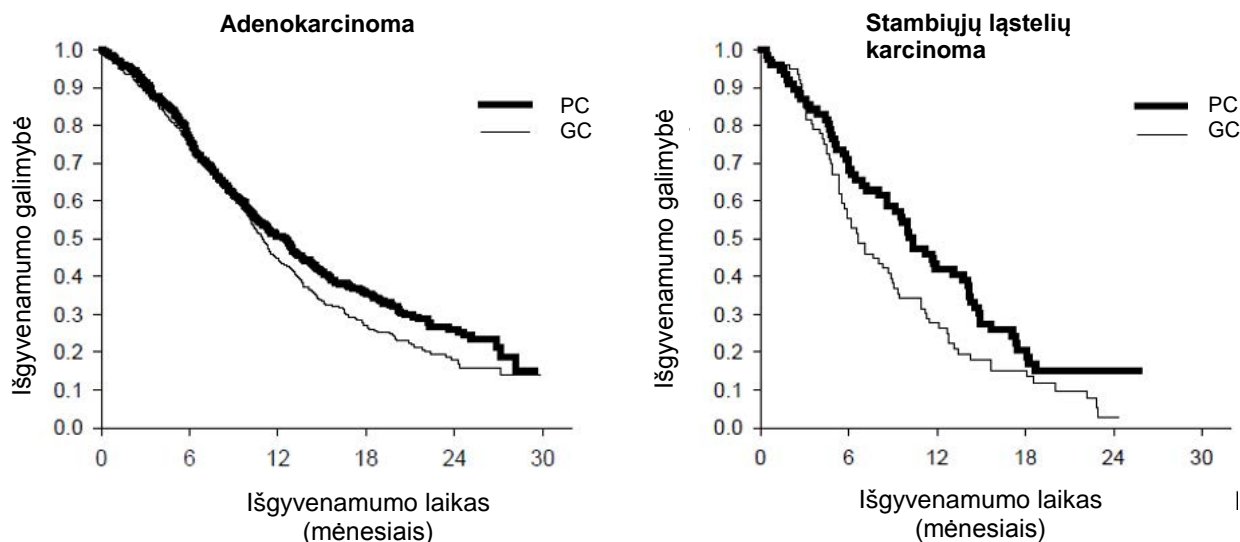 Adenokarcinoma
Išgyvenamumo galimybė
1.0
0.9
0.8
0.7
0.6
0.5
0.4
0.3
0.2
0.1
0.0
PC
GC
0 6 12 18 24 30
Išgyvenamumo laikas
(mėnesiais)
Stambiųjų ląstelių
karcinoma
Išgyvenamumo galimybė
1.0
0.9
0.8
0.7
0.6
0.5
0.4
0.3
0.2
0.1
0.0
PC
GC
0 6 12 18 24 30
Išgyvenamumo laikas
(mėnesiais)